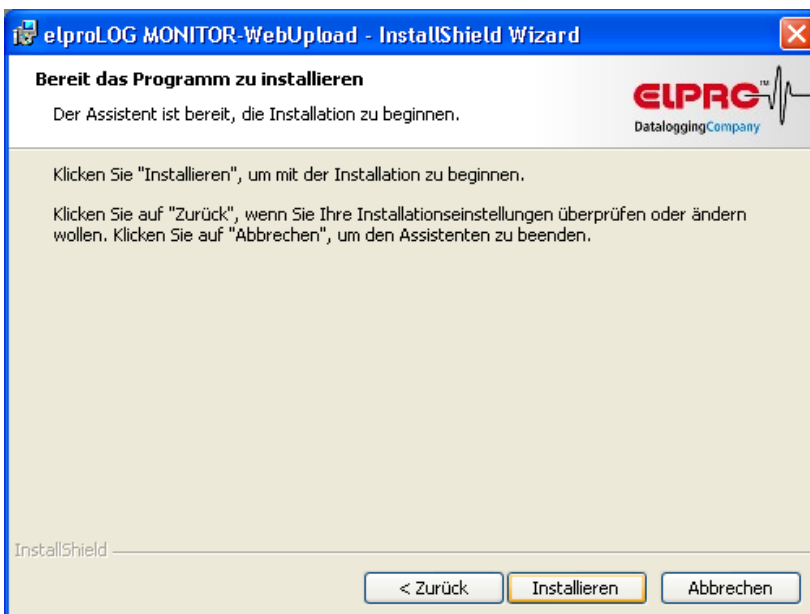 elproLOG MONITOR-WebUpload - InstallShield Wizard
Bereit das Programm zu installieren
Der Assistent ist bereit, die Installation zu beginnen.
ELPRO™
DataloggingCompany
Klicken Sie "Installieren", um mit der Installation zu beginnen.
Klicken Sie auf "Zurück", wenn Sie Ihre Installationseinstellungen überprüfen oder ändern
wollen. Klicken Sie auf "Abbrechen", um den Assistenten zu beenden.
InstallShield
< Zurück
Installieren
Abbrechen